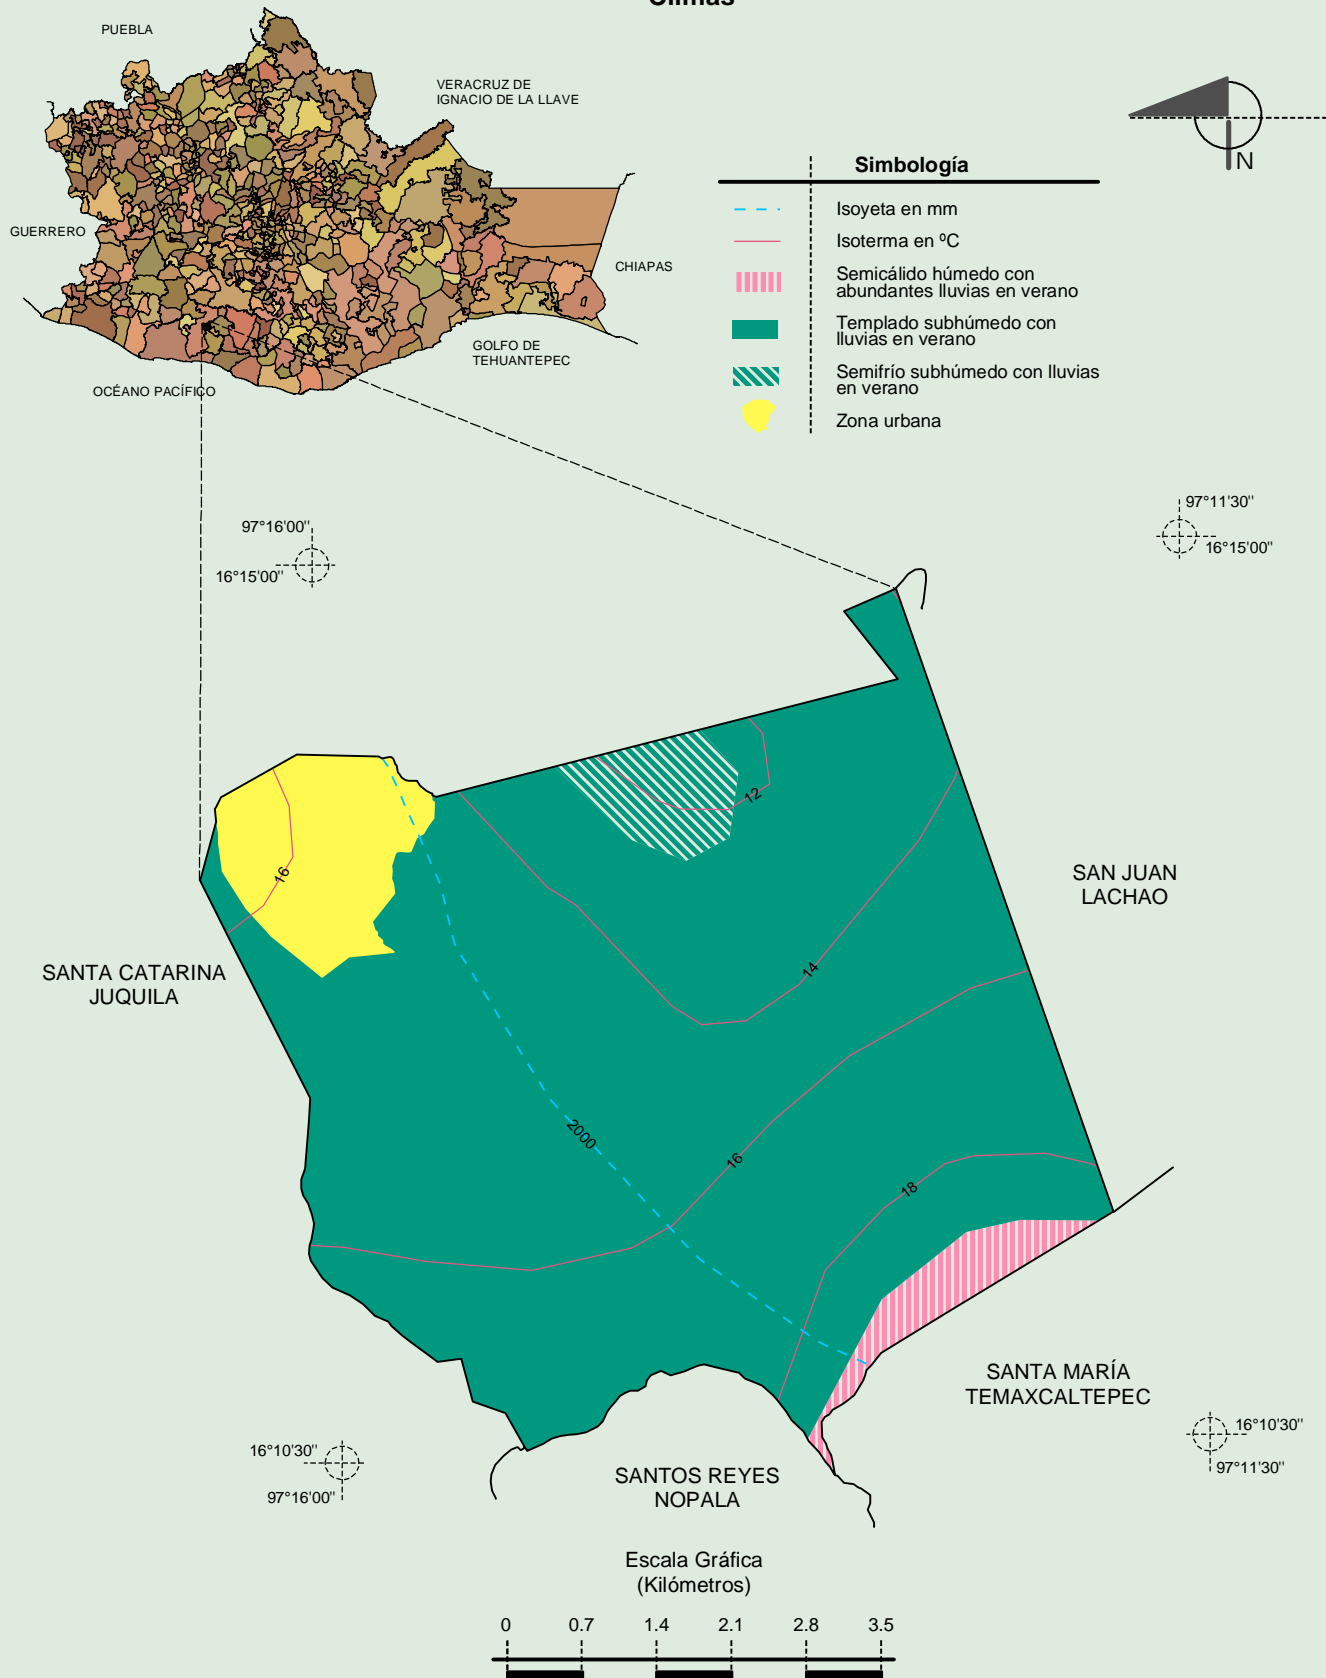 Climas
PUEBLA
VERACRUZ DE
IGNACIO DE LA LLAVE
GUERRERO
CHIAPAS
GOLFO DE
TEHUANTEPEC
OCÉANO PACÍFICO
N
Simbología
Isoyeta en mm
Isoterma en ºC
Semicálido húmedo con
abundantes lluvias en verano
Templado subhúmedo con
lluvias en verano
Semifrío subhúmedo con lluvias
en verano
Zona urbana
97°16'00"
16°15'00"
97°11'30"
16°15'00"
12
16
14
2000
16
18
SAN JUAN
LACHAO
SANTA CATARINA
JUQUILA
SANTA MARÍA
TEMAXCALTEPEC
SANTOS REYES
NOPALA
16°10'30"
97°16'00"
16°10'30"
97°11'30"
Escala Gráfica
(Kilómetros)
0 0.7 1.4 2.1 2.8 3.5